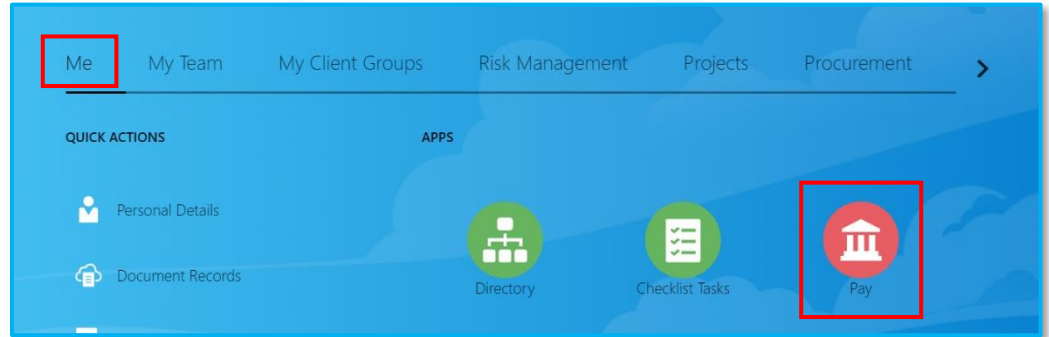 Me My Team My Client Groups Risk Management Projects Procurement
QUICK ACTIONS APPS
Personal Details
Document Records
Directory Checklist Tasks Pay